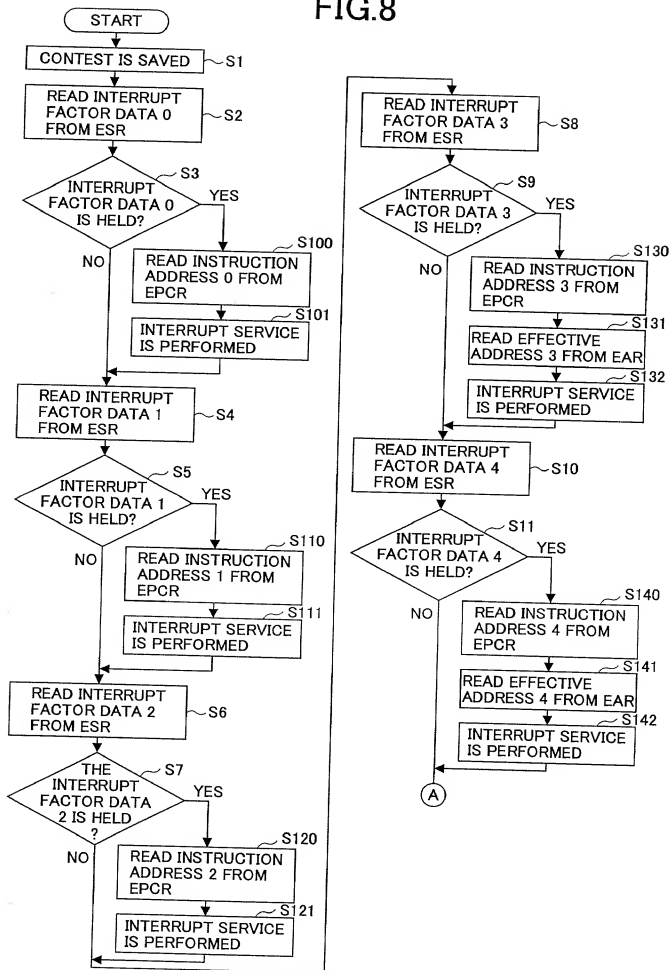 FIG.8
START
CONTEST IS SAVED
S1
READ INTERRUPT
FACTOR DATA 0
FROM ESR
S2
S3
INTERRUPT
FACTOR DATA 0
IS HELD?
YES
NO
S100
READ INSTRUCTION
ADDRESS 0 FROM
EPCR
S101
INTERRUPT SERVICE
IS PERFORMED
READ INTERRUPT
FACTOR DATA 1
FROM ESR
S4
S5
INTERRUPT
FACTOR DATA 1
IS HELD?
YES
NO
S110
READ INSTRUCTION
ADDRESS 1 FROM
EPCR
S111
INTERRUPT SERVICE
IS PERFORMED
READ INTERRUPT
FACTOR DATA 2
FROM ESR
S6
S7
THE
INTERRUPT
FACTOR DATA
2 IS HELD
?
YES
NO
S120
READ INSTRUCTION
ADDRESS 2 FROM
EPCR
S121
INTERRUPT SERVICE
IS PERFORMED
READ INTERRUPT
FACTOR DATA 3
FROM ESR
S8
S9
INTERRUPT
FACTOR DATA 3
IS HELD?
YES
NO
S130
READ INSTRUCTION
ADDRESS 3 FROM
EPCR
S131
READ EFFECTIVE
ADDRESS 3 FROM EAR
S132
INTERRUPT SERVICE
IS PERFORMED
READ INTERRUPT
FACTOR DATA 4
FROM ESR
S10
S11
INTERRUPT
FACTOR DATA 4
IS HELD?
YES
NO
S140
READ INSTRUCTION
ADDRESS 4 FROM
EPCR
S141
READ EFFECTIVE
ADDRESS 4 FROM EAR
S142
INTERRUPT SERVICE
IS PERFORMED
A